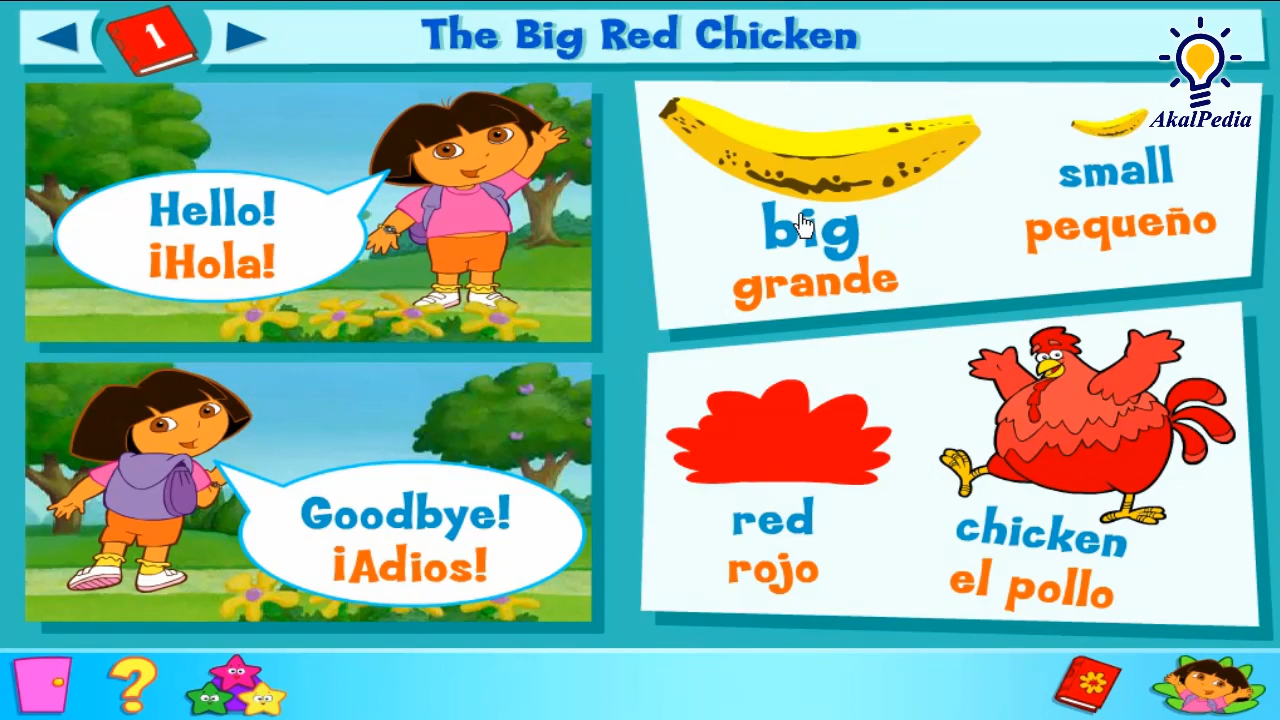 1
The Big Red Chicken
AkalPedia
Hello!
¡Hola!
big
grande
small
pequeño
Goodbye!
¡Adios!
red
rojo
chicken
el pollo
?